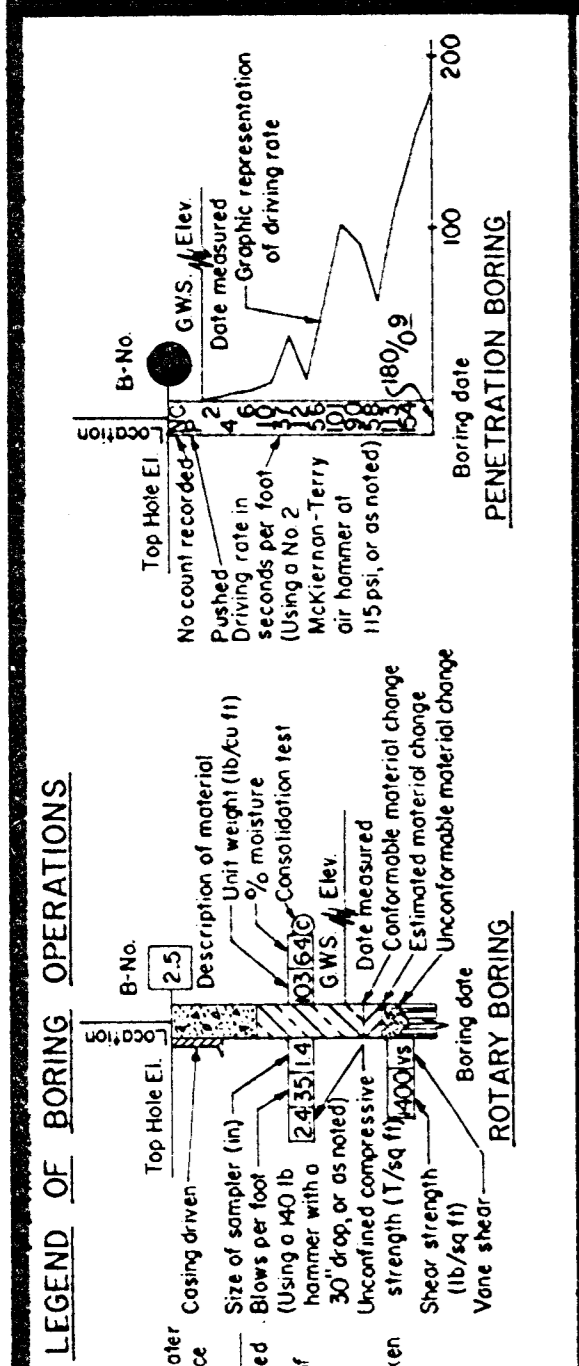 LEGEND OF BORING OPERATIONS
B-No.
2.5
Location
Top Hole El.
Casing driven
Description of material
Unit weight (lb/cu ft)
% moisture
Consolidation test
Size of sampler (in)
Blows per foot
(Using a 140 lb
hammer with a
30" drop, or as noted)
2.4 35 1.4
103 64 C
G.W.S. Elev.
Date measured
Unconfined compressive
strength (T/sq ft)
Conformable material change
Estimated material change
Unconformable material change
1400 VS
Shear strength
(lb/sq ft)
Vane shear
Boring date
ROTARY BORING
B-No.
Location
Top Hole El.
G.W.S. Elev.
Date measured
No count recorded
Pushed
Driving rate in
seconds per foot
(Using a No. 2
McKiernan-Terry
air hammer at
115 psi, or as noted)
Graphic representation
of driving rate
NC
2
4
6
10
37
12
56
101
90
58
113
154
180/0.9
100
200
Boring date
PENETRATION BORING